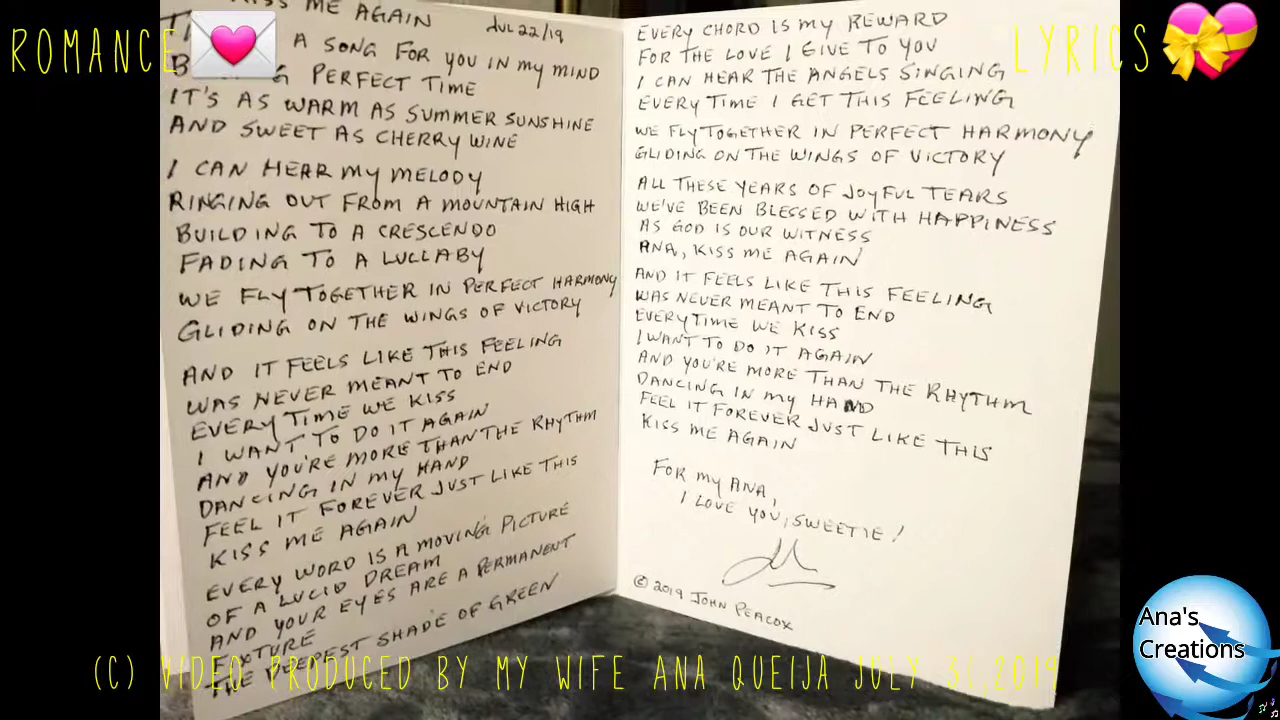 ROMANCE
LYRICS
KISS ME AGAIN
JUL 22/19
A SONG FOR YOU IN MY MIND
PERFECT TIME
IT'S AS WARM AS SUMMER SUNSHINE
AND SWEET AS CHERRY WINE
I CAN HEAR MY MELODY
RINGING OUT FROM A MOUNTAIN HIGH
BUILDING TO A CRESCENDO
FADING TO A LULLABY
WE FLY TOGETHER IN PERFECT HARMONY
GLIDING ON THE WINGS OF VICTORY
AND IT FEELS LIKE THIS FEELING
WAS NEVER MEANT TO END
EVERY TIME WE KISS
I WANT TO DO IT AGAIN
AND YOU'RE MORE THAN THE RHYTHM
DANCING IN MY HAND
FEEL IT FOREVER JUST LIKE THIS
KISS ME AGAIN
EVERY WORD IS A MOVING PICTURE
OF A LUCID DREAM
AND YOUR EYES ARE A PERMANENT
FIXTURE
THE DEEPEST SHADE OF GREEN
EVERY CHORD IS MY REWARD
FOR THE LOVE I GIVE TO YOU
I CAN HEAR THE ANGELS SINGING
EVERY TIME I GET THIS FEELING
WE FLY TOGETHER IN PERFECT HARMONY
GLIDING ON THE WINGS OF VICTORY
ALL THESE YEARS OF JOYFUL TEARS
WE'VE BEEN BLESSED WITH HAPPINESS
AS GOD IS OUR WITNESS
ANA, KISS ME AGAIN
AND IT FEELS LIKE THIS FEELING
WAS NEVER MEANT TO END
EVERY TIME WE KISS
I WANT TO DO IT AGAIN
AND YOU'RE MORE THAN THE RHYTHM
DANCING IN MY HAND
FEEL IT FOREVER JUST LIKE THIS
KISS ME AGAIN
FOR MY ANA,
I LOVE YOU, SWEETIE!
© 2019 JOHN PEACOX
Ana's
Creations
(C) VIDEO PRODUCED BY MY WIFE ANA QUEIJA JULY 31,2019